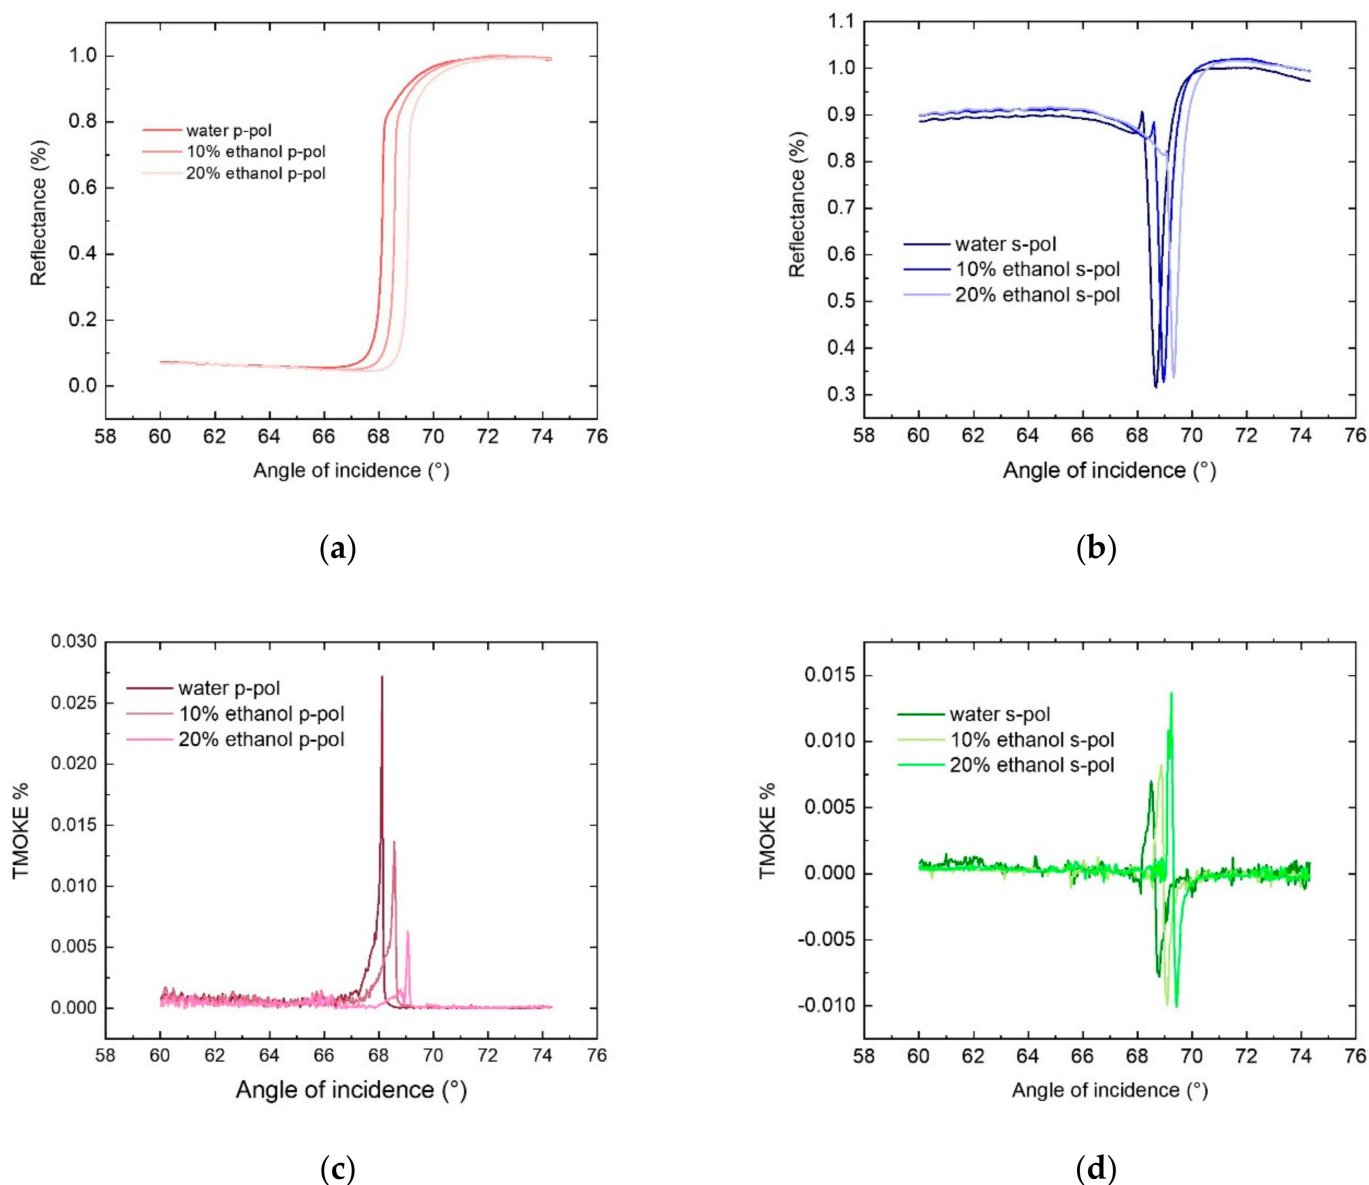 1.0
0.8
0.6
0.4
0.2
0.0
Reflectance (%)
water p-pol
10% ethanol p-pol
20% ethanol p-pol
58 60 62 64 66 68 70 72 74 76
Angle of incidence (°)
(a)
1.1
1.0
0.9
0.8
0.7
0.6
0.5
0.4
0.3
Reflectance (%)
water s-pol
10% ethanol s-pol
20% ethanol s-pol
58 60 62 64 66 68 70 72 74 76
Angle of incidence (°)
(b)
0.030
0.025
0.020
0.015
0.010
0.005
0.000
TMOKE %
water p-pol
10% ethanol p-pol
20% ethanol p-pol
58 60 62 64 66 68 70 72 74 76
Angle of incidence (°)
(c)
0.015
0.010
0.005
0.000
-0.005
-0.010
TMOKE %
water s-pol
10% ethanol s-pol
20% ethanol s-pol
58 60 62 64 66 68 70 72 74 76
Angle of incidence (°)
(d)